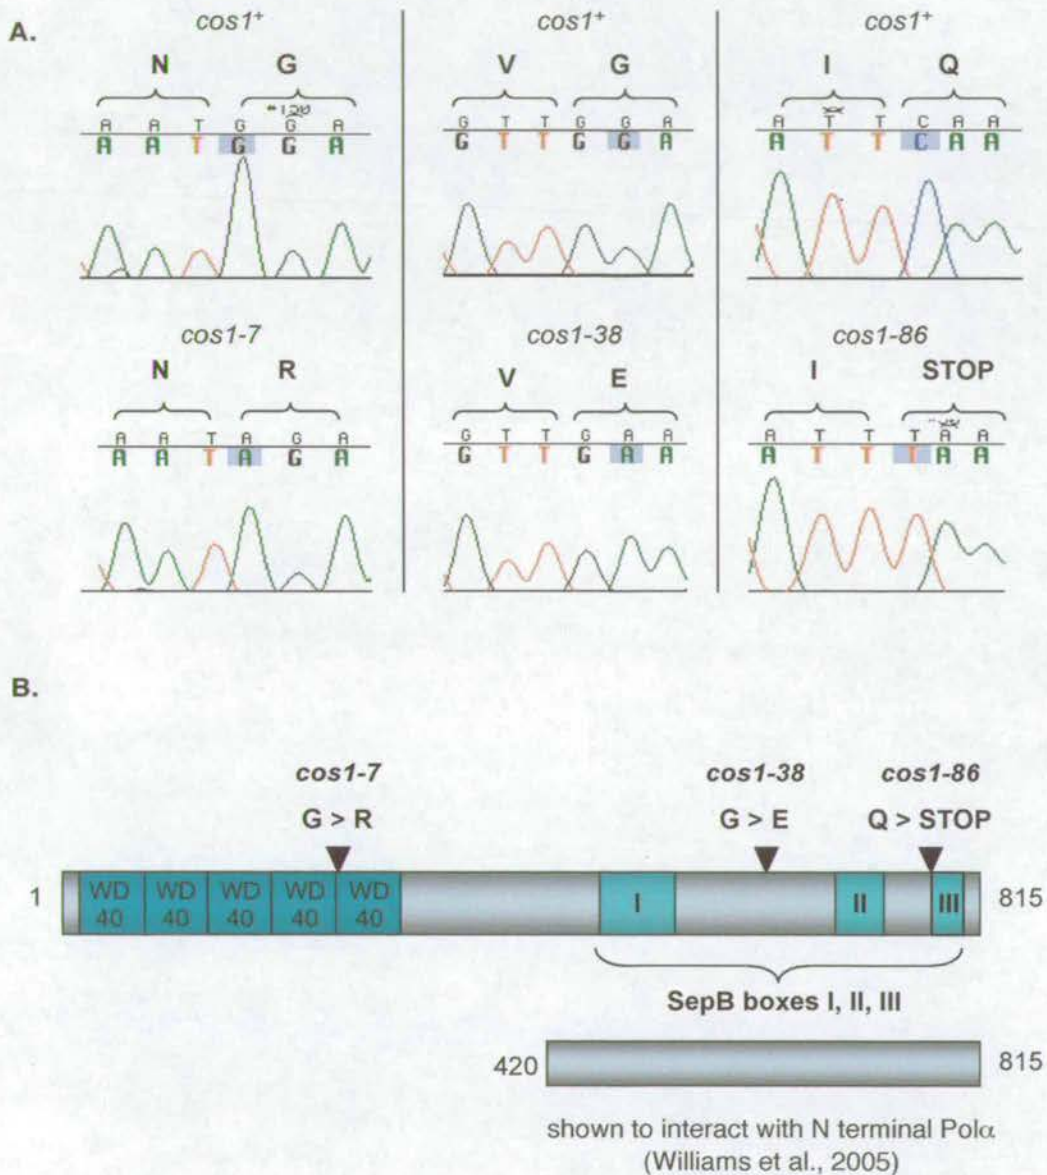 A.
cos1+ cos1+ cos1+
N G V G I Q
A A T G G A G T T G G A A T T C A A
A A T G G A G T T G G A A T T C A A
cos1-7 cos1-38 cos1-86
N R V E I STOP
A A T A G A G T T G A A A T T T A A
A A T A G A G T T G A A A T T T A A
B.
cos1-7 cos1-38 cos1-86
G > R G > E Q > STOP
1 WD 40 WD 40 WD 40 WD 40 WD 40 I II III 815
SepB boxes I, II, III
420 815
shown to interact with N terminal Polα
(Williams et al., 2005)